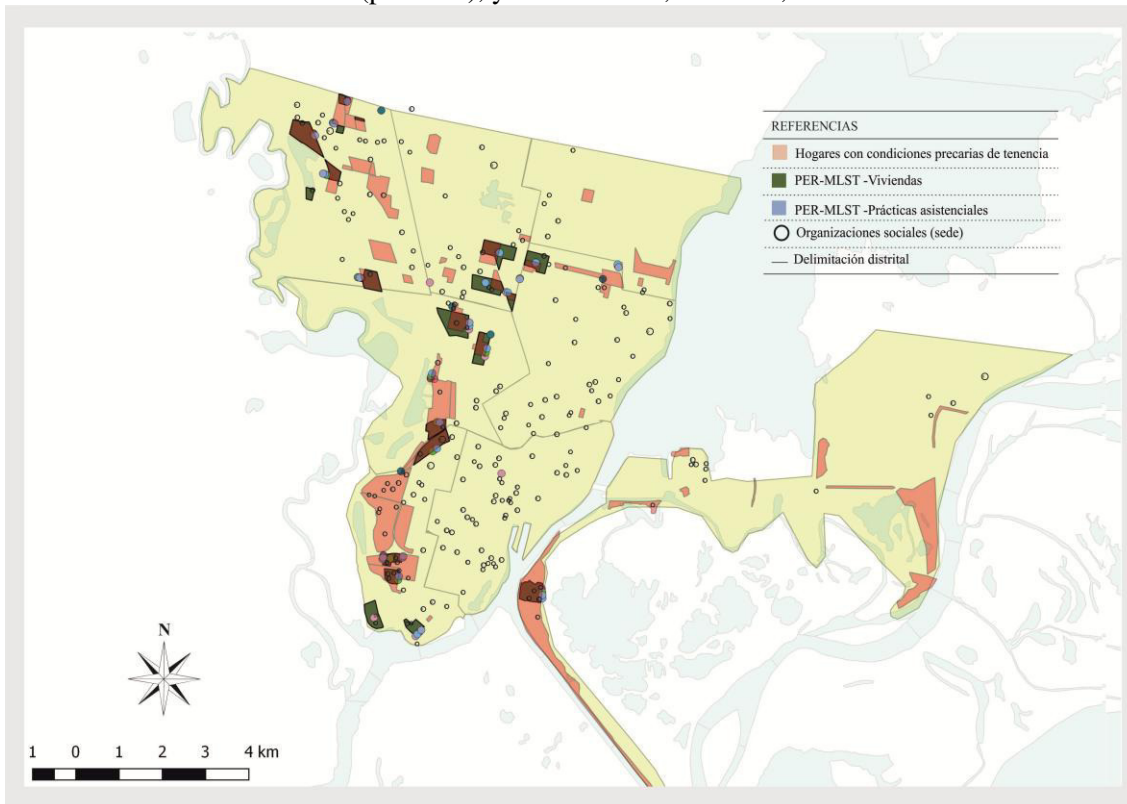 REFERENCIAS
Hogares con condiciones precarias de tenencia
PER-MLST -Viviendas
PER-MLST -Prácticas asistenciales
Organizaciones sociales (sede)
Delimitación distrital
N
1 0 1 2 3 4 km